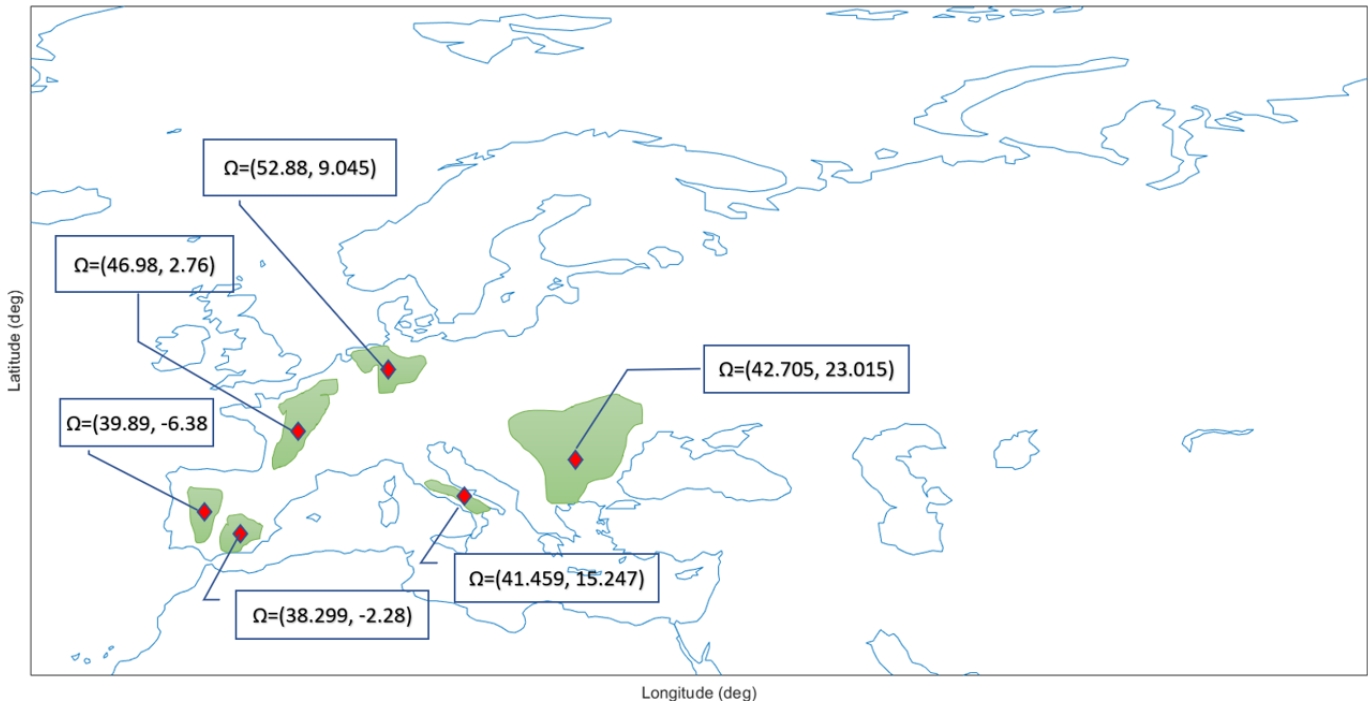 Ω=(52.88, 9.045)
Ω=(46.98, 2.76)
Ω=(42.705, 23.015)
Ω=(39.89, -6.38
Ω=(41.459, 15.247)
Ω=(38.299, -2.28)
Latitude (deg)
Longitude (deg)